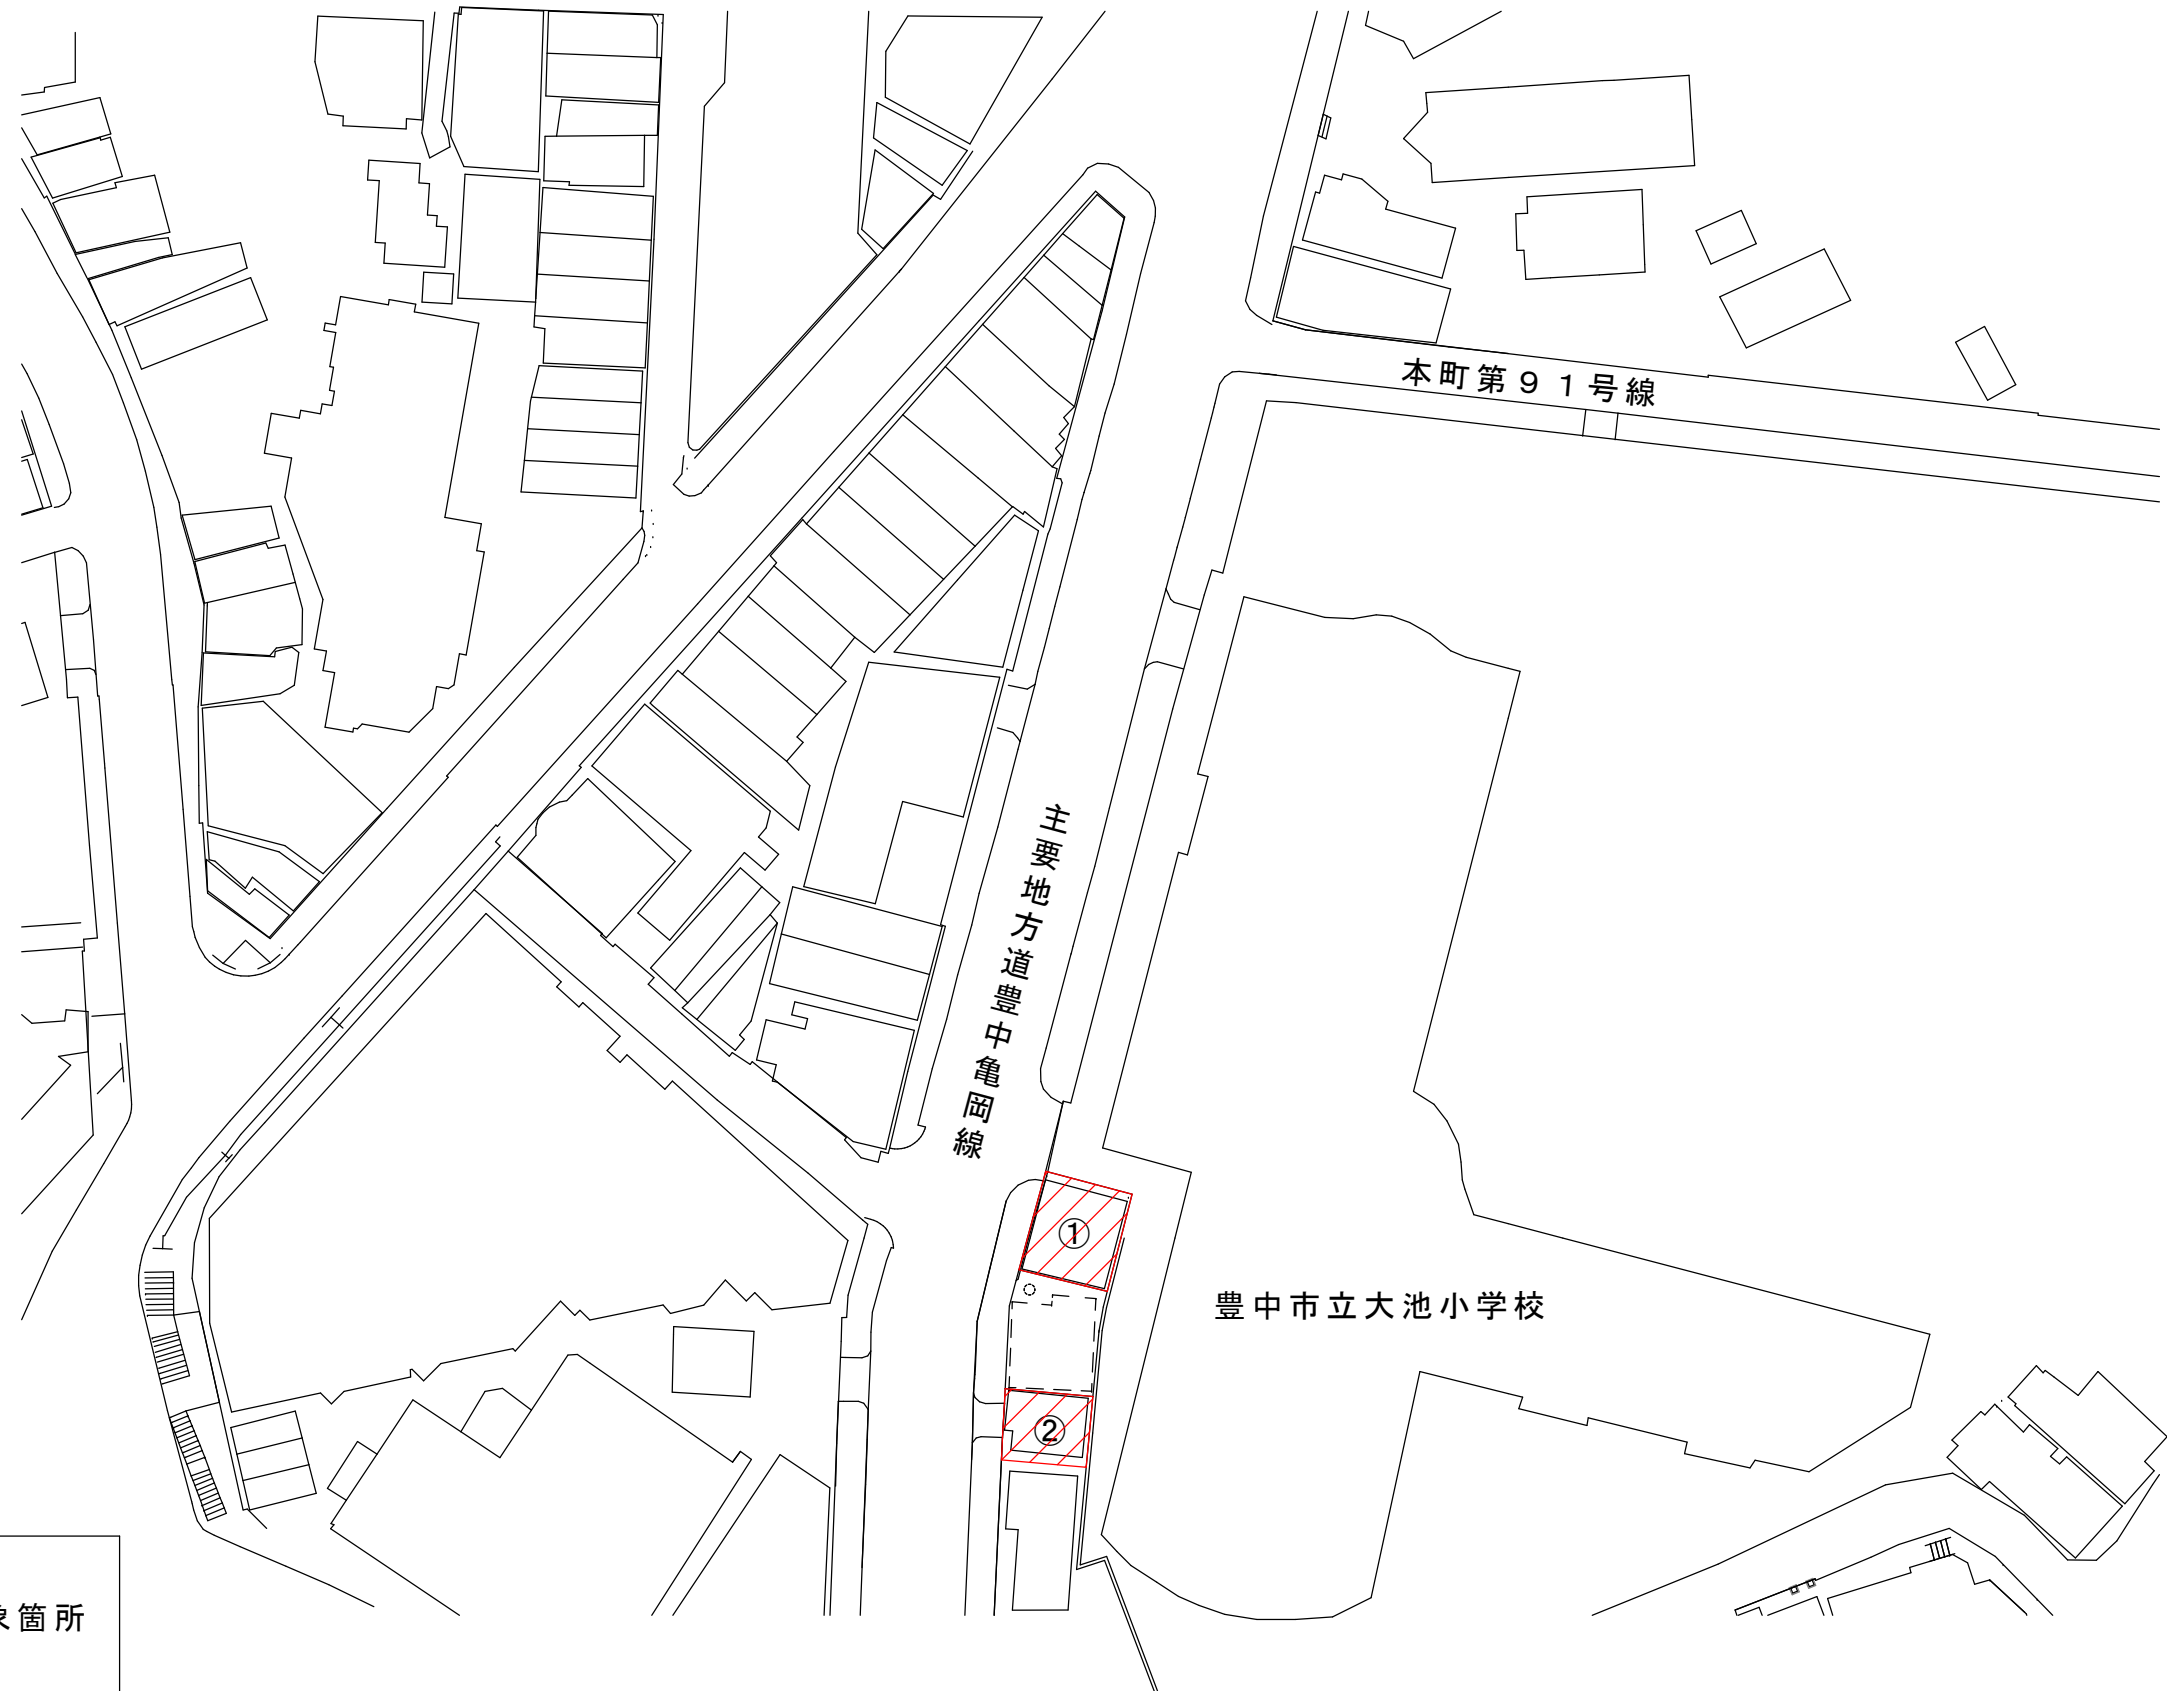 本町第９１号線
主要地方道豊中亀岡線
①
豊中市立大池小学校
②
箇所